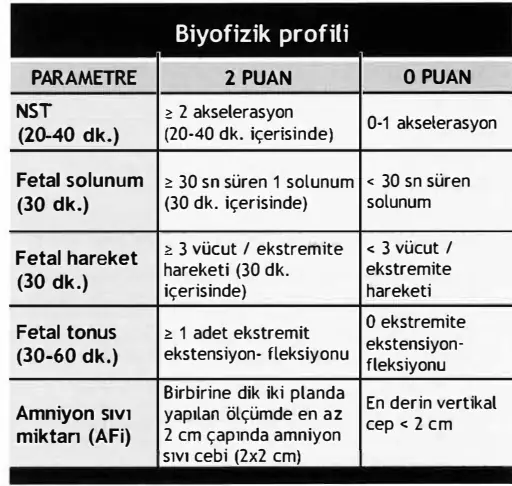 Biyofizik profili
PARAMETRE
2 PUAN
0 PUAN
NST
(20-40 dk.)
≥ 2 akselerasyon
(20-40 dk. içerisinde)
0-1 akselerasyon
Fetal solunum
(30 dk.)
≥ 30 sn süren 1 solunum
(30 dk. içerisinde)
< 30 sn süren
solunum
Fetal hareket
(30 dk.)
≥ 3 vücut / ekstremite
hareketi (30 dk.
içerisinde)
< 3 vücut /
ekstremite
hareketi
Fetal tonus
(30-60 dk.)
≥ 1 adet ekstremit
ekstensiyon- fleksiyonu
0 ekstremite
ekstensiyon-
fleksiyonu
Amniyon sıvı
miktarı (AFi)
Birbirine dik iki planda
yapılan ölçümde en az
2 cm çapında amniyon
sıvı cebi (2x2 cm)
En derin vertikal
cep < 2 cm